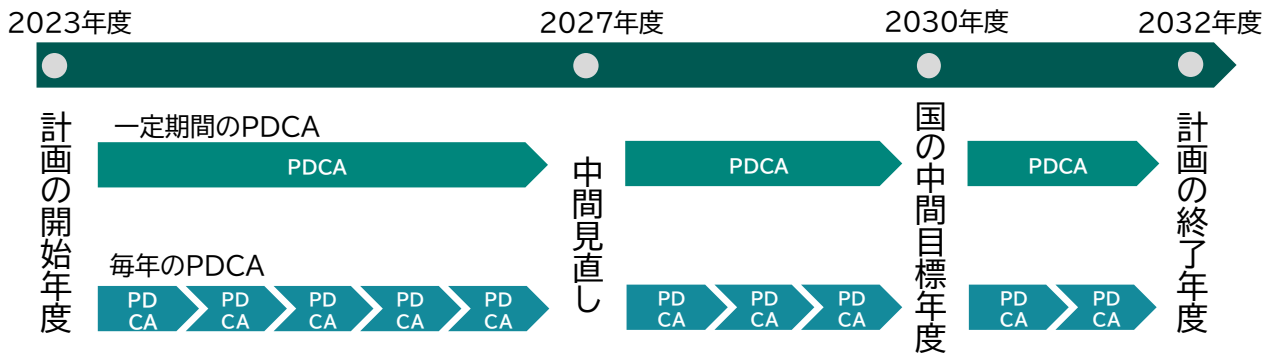 2023年度
2027年度
2030年度
2032年度
計画の開始年度
一定期間のPDCA
PDCA
中間見直し
PDCA
国の中間目標年度
PDCA
計画の終了年度
毎年のPDCA
PD
CA
PD
CA
PD
CA
PD
CA
PD
CA
PD
CA
PD
CA
PD
CA
PD
CA
PD
CA